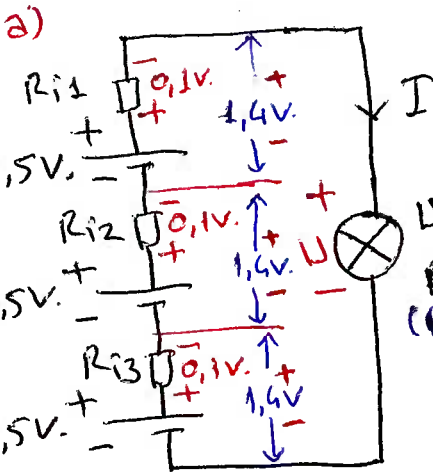 a)
Ri1
− 0,1V.
+
+
1,4V.
−
I
+
,5V.
−
Ri2
− 0,1V.
+
+
1,4V.
−
+
U
−
+
,5V.
−
Ri3
− 0,1V.
+
+
1,4V
−
+
,5V.
−